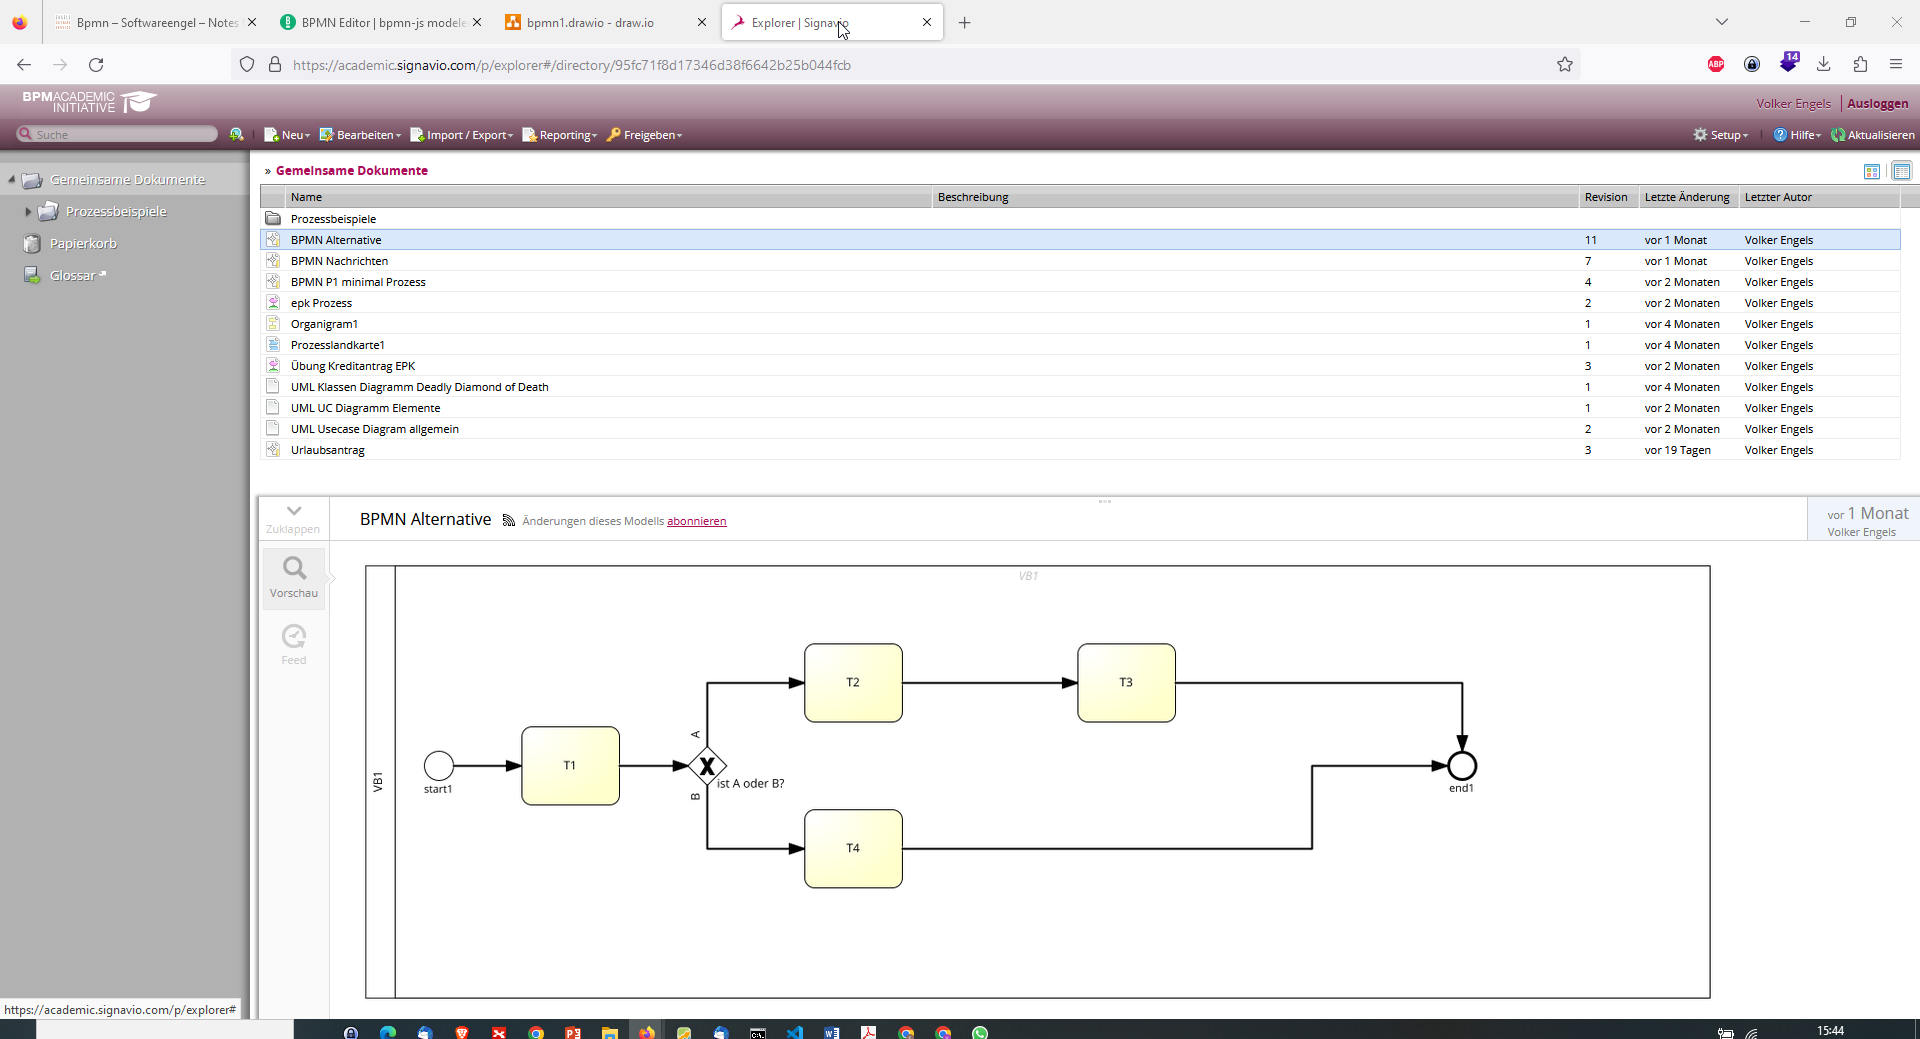 Bpmn – Softwareengel – Notes
BPMN Editor | bpmn-js modele
bpmn1.drawio - draw.io
Explorer | Signavio
https://academic.signavio.com/p/explorer#/directory/95fc71f8d17346d38f6642b25b044fcb
ABP
14
BPMACADEMIC
INITIATIVE
Volker Engels
Ausloggen
Suche
Neu
Bearbeiten
Import / Export
Reporting
Freigeben
Setup
Hilfe
Aktualisieren
Gemeinsame Dokumente
Prozessbeispiele
Papierkorb
Glossar
» Gemeinsame Dokumente
Name Beschreibung Revision Letzte Änderung Letzter Autor
Prozessbeispiele
BPMN Alternative 11 vor 1 Monat Volker Engels
BPMN Nachrichten 7 vor 1 Monat Volker Engels
BPMN P1 minimal Prozess 4 vor 2 Monaten Volker Engels
epk Prozess 2 vor 2 Monaten Volker Engels
Organigram1 1 vor 4 Monaten Volker Engels
Prozesslandkarte1 1 vor 4 Monaten Volker Engels
Übung Kreditantrag EPK 3 vor 2 Monaten Volker Engels
UML Klassen Diagramm Deadly Diamond of Death 1 vor 4 Monaten Volker Engels
UML UC Diagramm Elemente 1 vor 2 Monaten Volker Engels
UML Usecase Diagram allgemein 2 vor 2 Monaten Volker Engels
Urlaubsantrag 3 vor 19 Tagen Volker Engels
Zuklappen
BPMN Alternative
Änderungen dieses Modells abonnieren
vor 1 Monat
Volker Engels
Vorschau
Feed
VB1
VB1
start1
T1
A
B
ist A oder B?
T2
T3
T4
end1
https://academic.signavio.com/p/explorer#
15:44